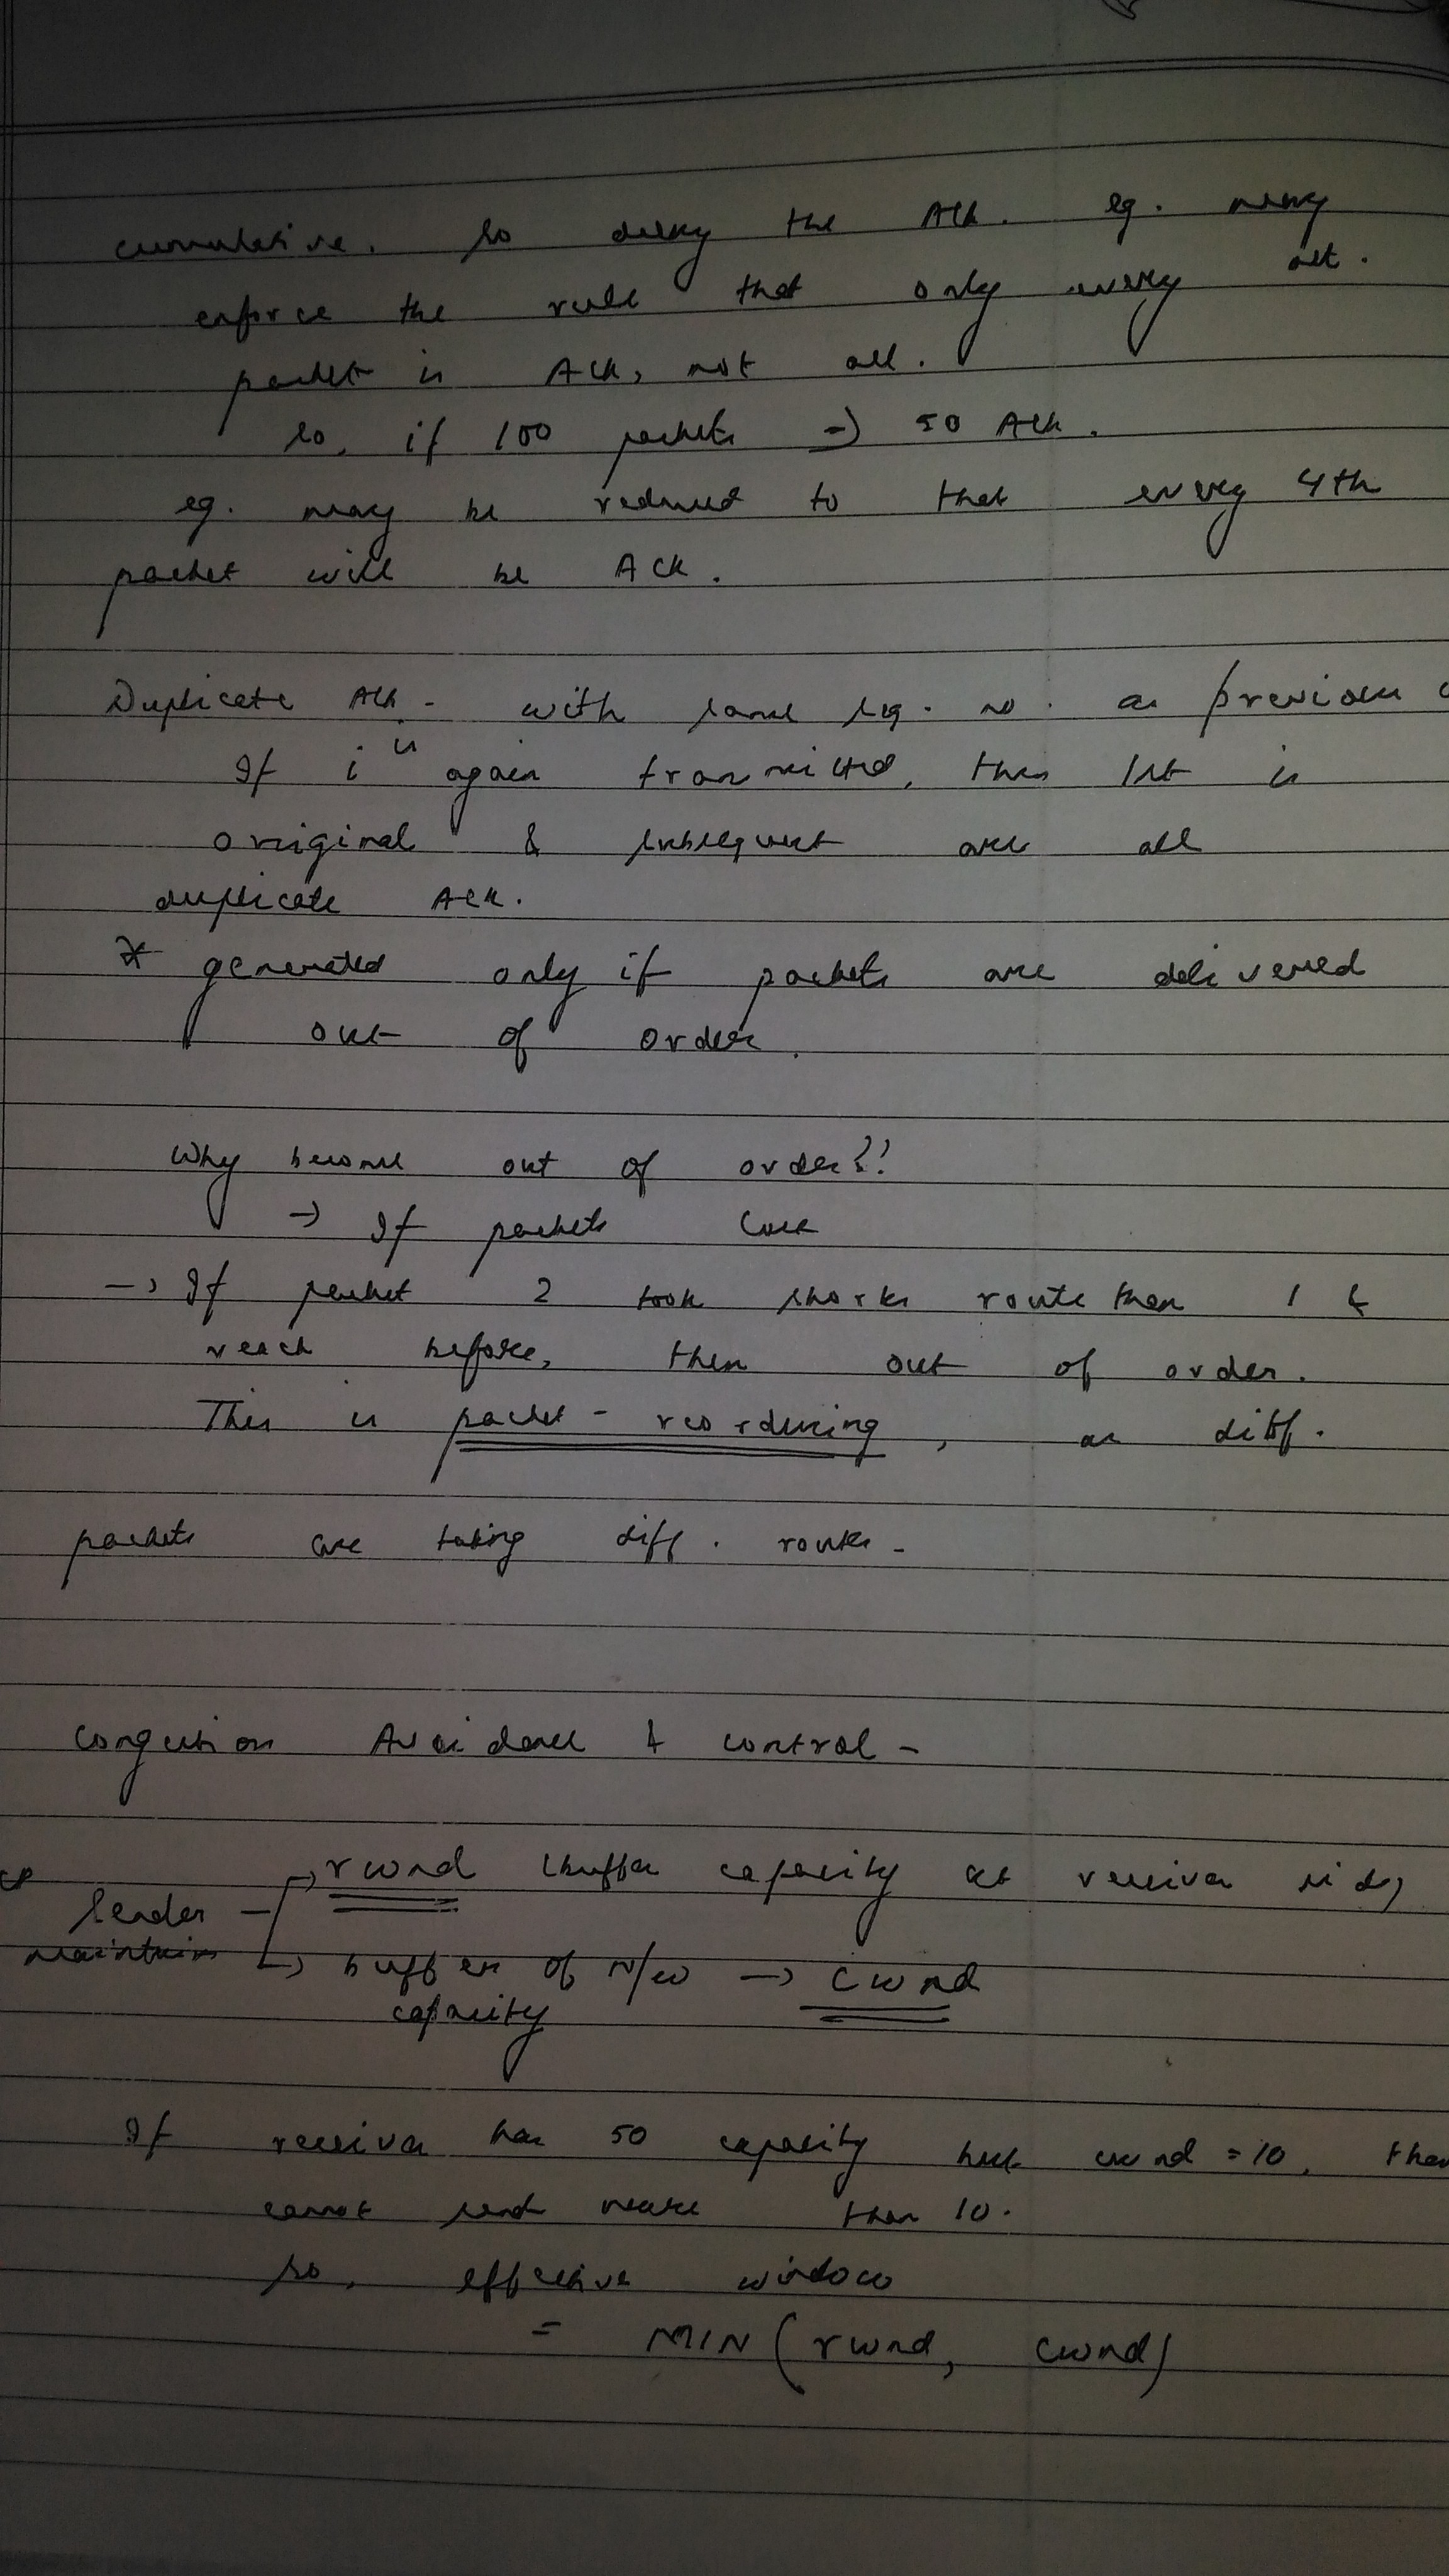 cumulative. So delay the Ack. eg. may
enforce the rule that only every alt.
packet is Ack, not all.
So, if 100 packets => 50 Ack.
eg. may be reduced to that every 4th
packet will be ACK.
Duplicate Ack - with same seq. no. as previous
If i is again transmitted, then 1st is
original & subsequent are all
duplicate Ack.
* generated only if packets are delivered
out of order.
Why become out of order?!
→ If packets
→ If packet 2 took shorter route than 1 &
reach before, then out of order.
This is packet-reordering, as diff.
packets are taking diff. routes -
Congestion Avoidance & control -
→ rwnd (buffer capacity at receiver side)
Sender
maintain
→ buffer of N/W → cwnd
capacity
If receiver has 50 capacity but cwnd = 10, then
cannot send more than 10.
So, effective window
= MIN (rwnd, cwnd)